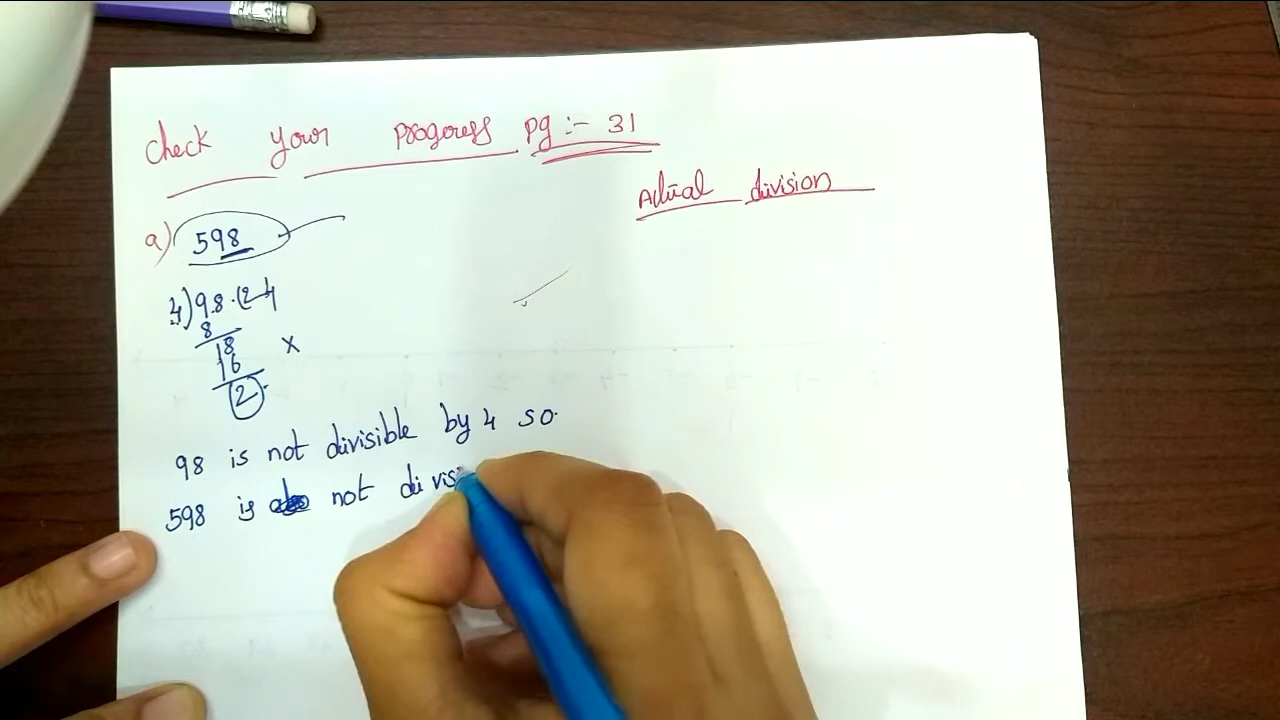 check your progress pg :- 31
Actual division
a) 598
4)98(24
8
18
16
2
x
98 is not divisible by 4 so
598 is not divisi